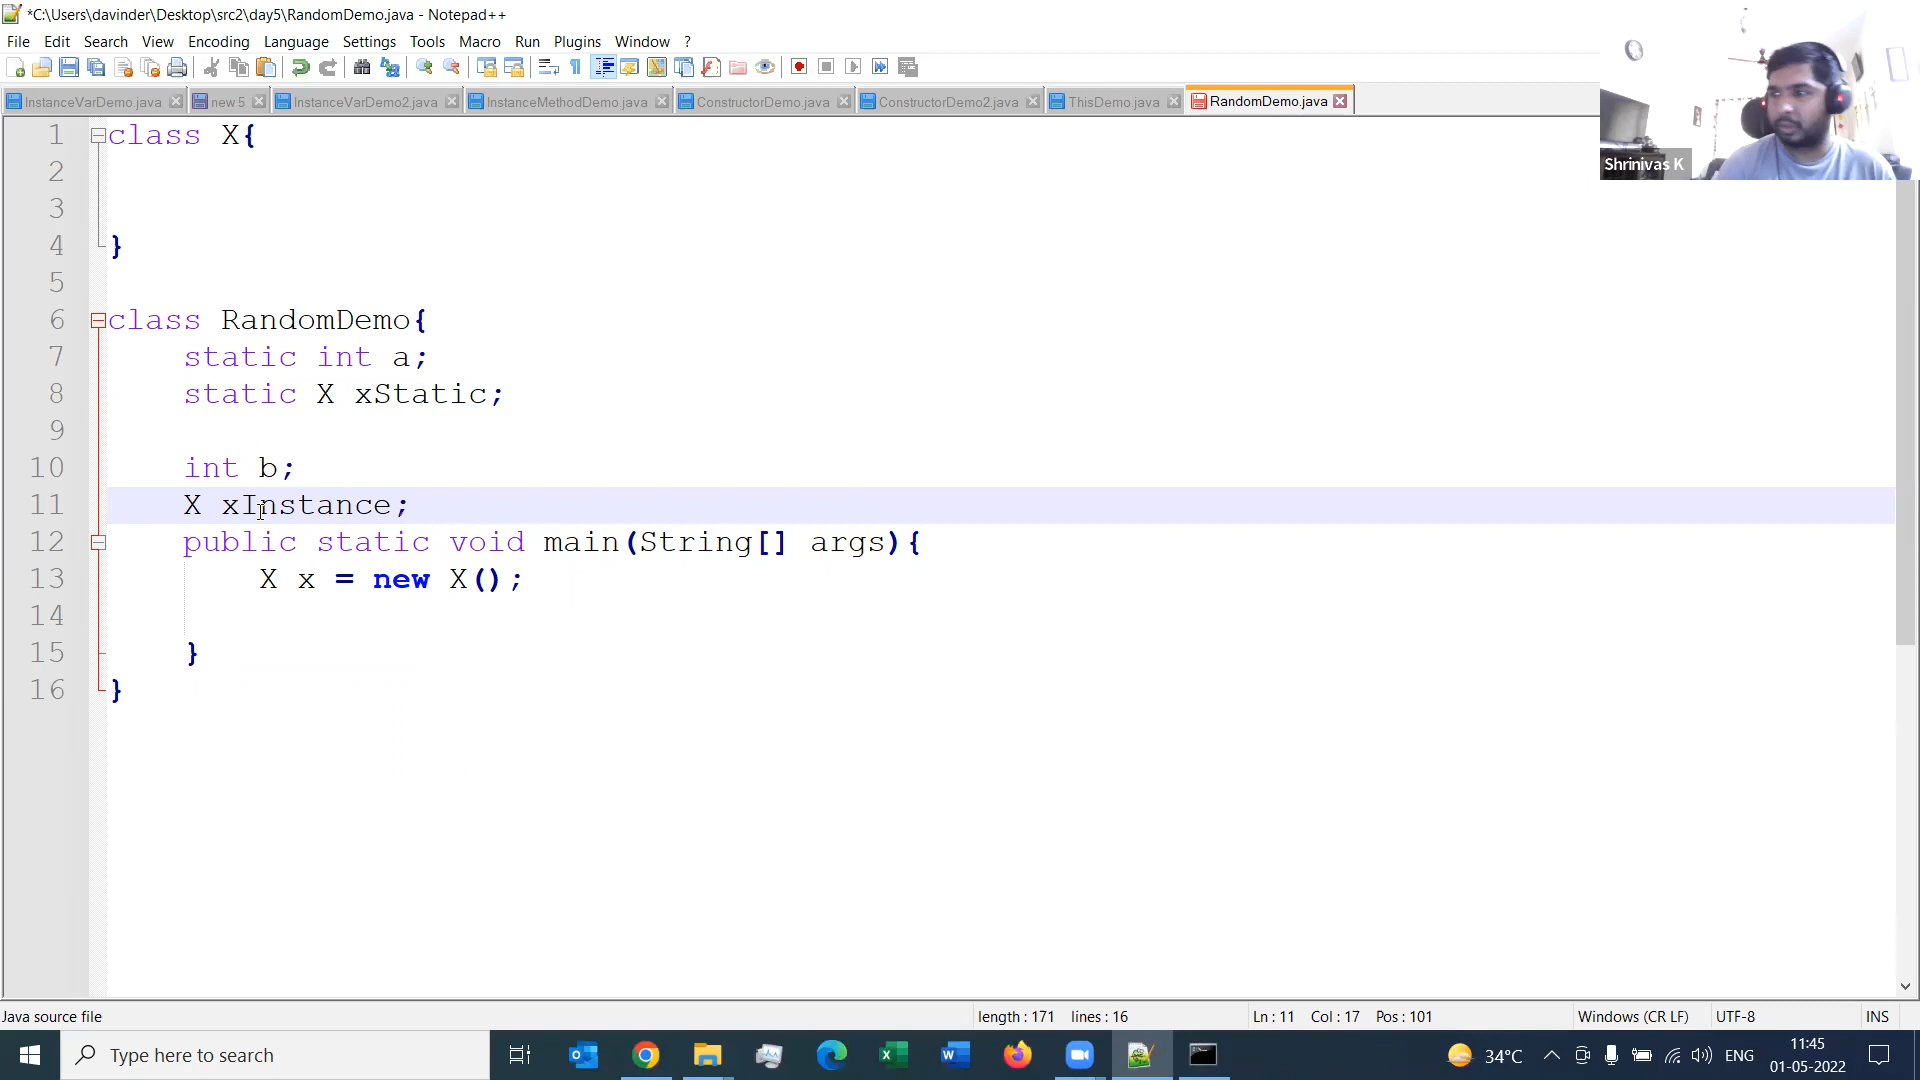 *C:\Users\davinder\Desktop\src2\day5\RandomDemo.java - Notepad++
File Edit Search View Encoding Language Settings Tools Macro Run Plugins Window ?
InstanceVarDemo.java new 5 InstanceVarDemo2.java InstanceMethodDemo.java ConstructorDemo.java ConstructorDemo2.java ThisDemo.java RandomDemo.java
Shrinivas K
1 class X{
2
3
4 }
5
6 class RandomDemo{
7 static int a;
8 static X xStatic;
9
10 int b;
11 X xInstance;
12 public static void main(String[] args){
13 X x = new X();
14
15 }
16 }
Java source file length : 171 lines : 16 Ln : 11 Col : 17 Pos : 101 Windows (CR LF) UTF-8 INS
Type here to search 34°C ENG 11:45
01-05-2022